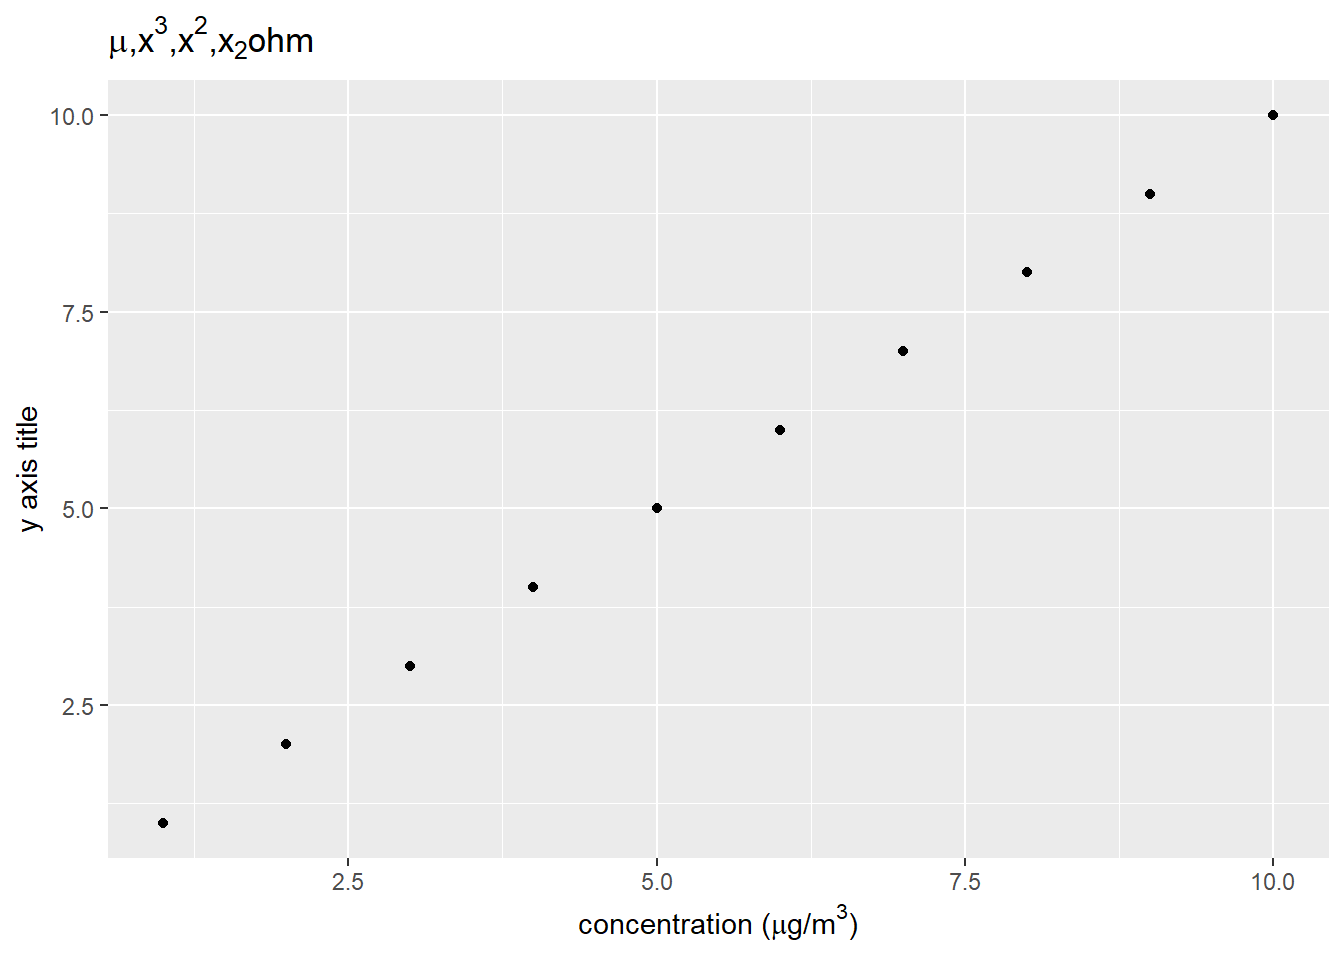 μ,x³,x²,x₂ohm
10.0
7.5
5.0
2.5
y axis title
2.5 5.0 7.5 10.0
concentration (μg/m³)